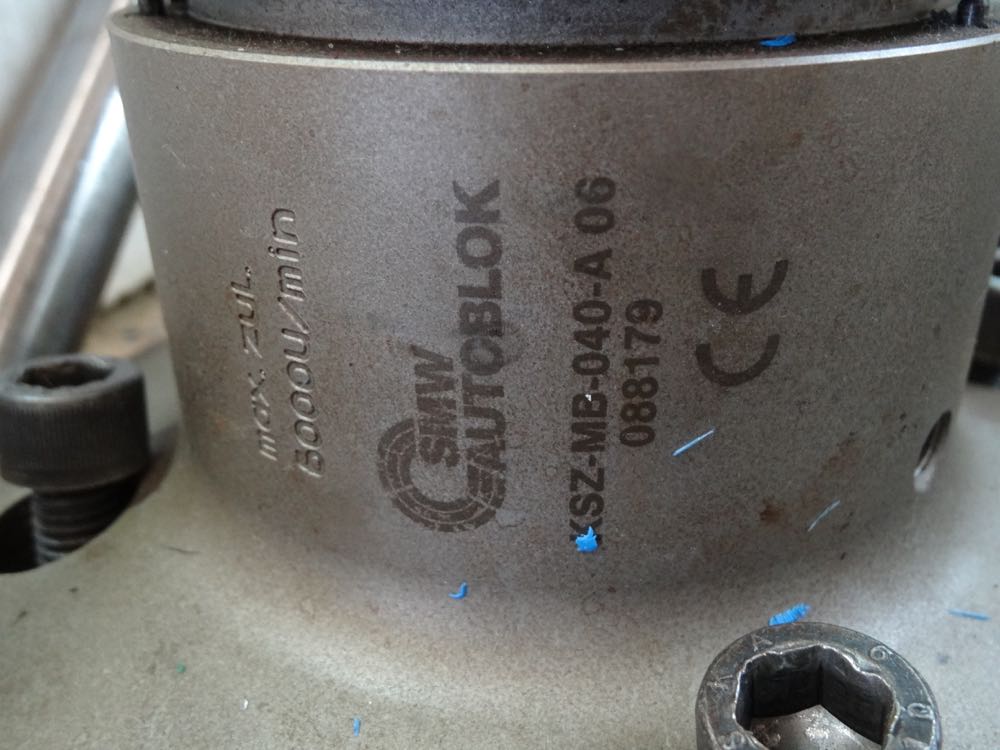 max. zul.
6000U/min
SMW
AUTOBLOK
KSZ-MB-040-A 06
088179
CE